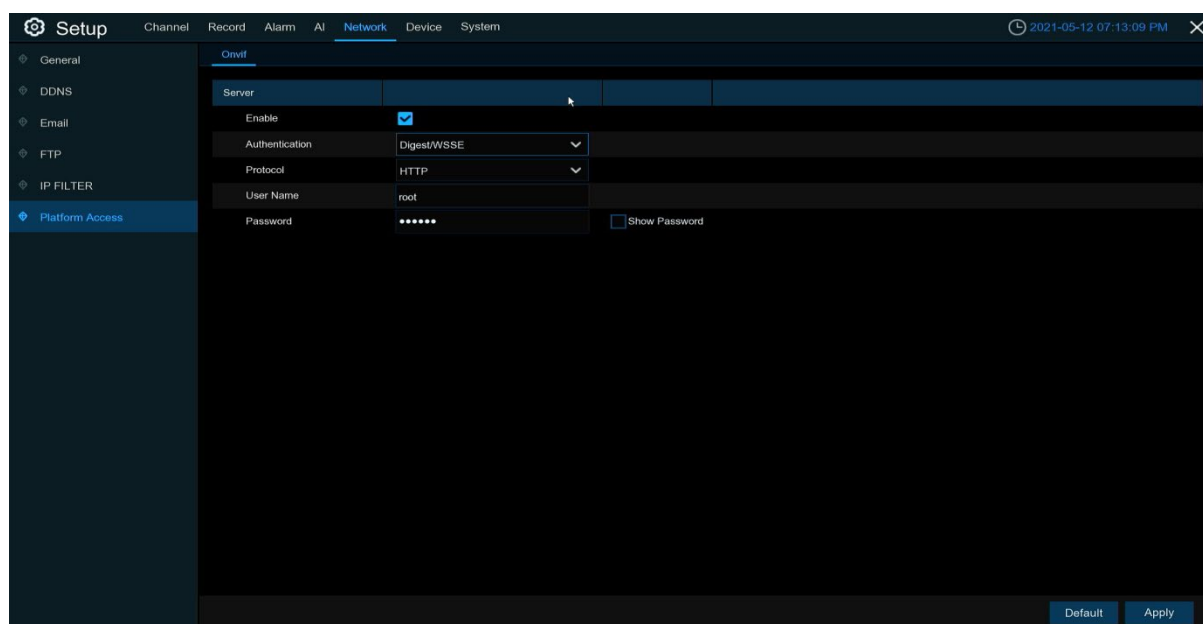 Setup Channel Record Alarm AI Network Device System 2021-05-12 07:13:09 PM
General
DDNS
Email
FTP
IP FILTER
Platform Access
Onvif
Server
Enable
Authentication Digest/WSSE
Protocol HTTP
User Name root
Password •••••• Show Password
Default Apply